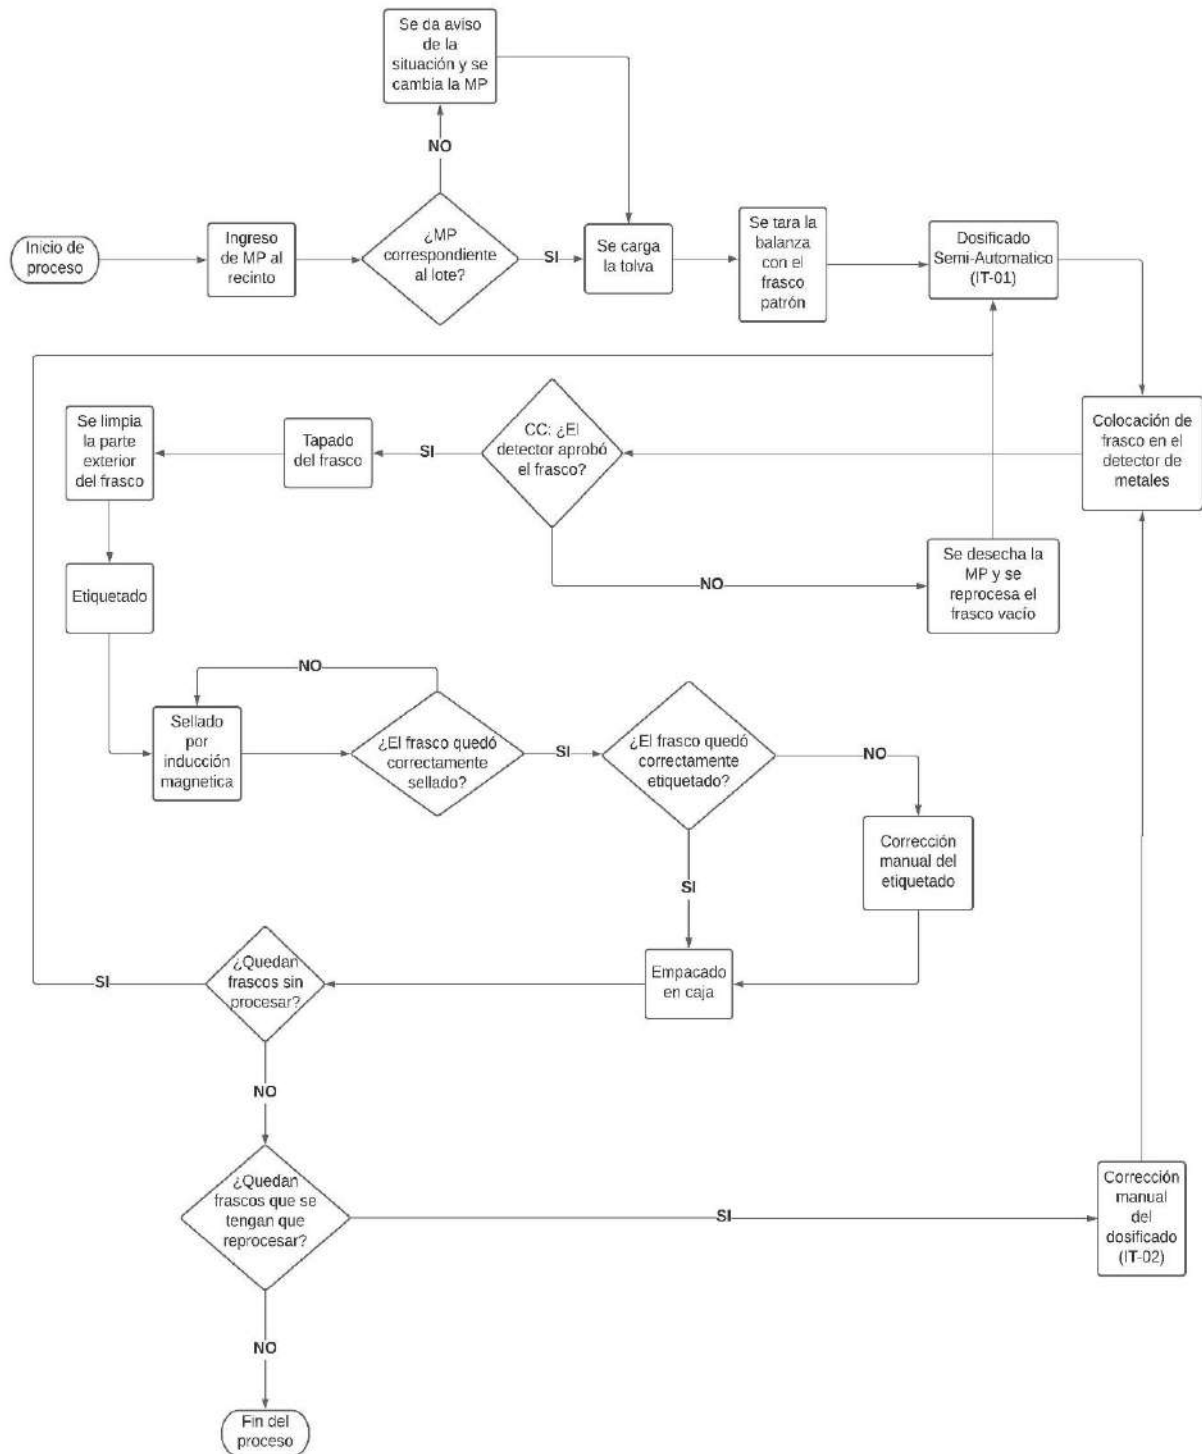 Se da aviso
de la
situación y se
cambia la MP
NO
Inicio de
proceso
Ingreso
de MP al
recinto
¿MP
correspondiente
al lote?
SI
Se carga
la tolva
Se tara la
balanza
con el
frasco
patrón
Dosificado
Semi-Automatico
(IT-01)
Se limpia
la parte
exterior
del frasco
Tapado
del frasco
SI
CC: ¿El
detector aprobó
el frasco?
Colocación de
frasco en el
detector de
metales
NO
Se desecha la
MP y se
reprocesa el
frasco vacío
Etiquetado
NO
Sellado
por
inducción
magnetica
¿El frasco quedó
correctamente
sellado?
SI
¿El frasco quedó
correctamente
etiquetado?
NO
Corrección
manual del
etiquetado
SI
Empacado
en caja
¿Quedan
frascos sin
procesar?
SI
NO
¿Quedan
frascos que se
tengan que
reprocesar?
SI
Corrección
manual
del
dosificado
(IT-02)
NO
Fin del
proceso